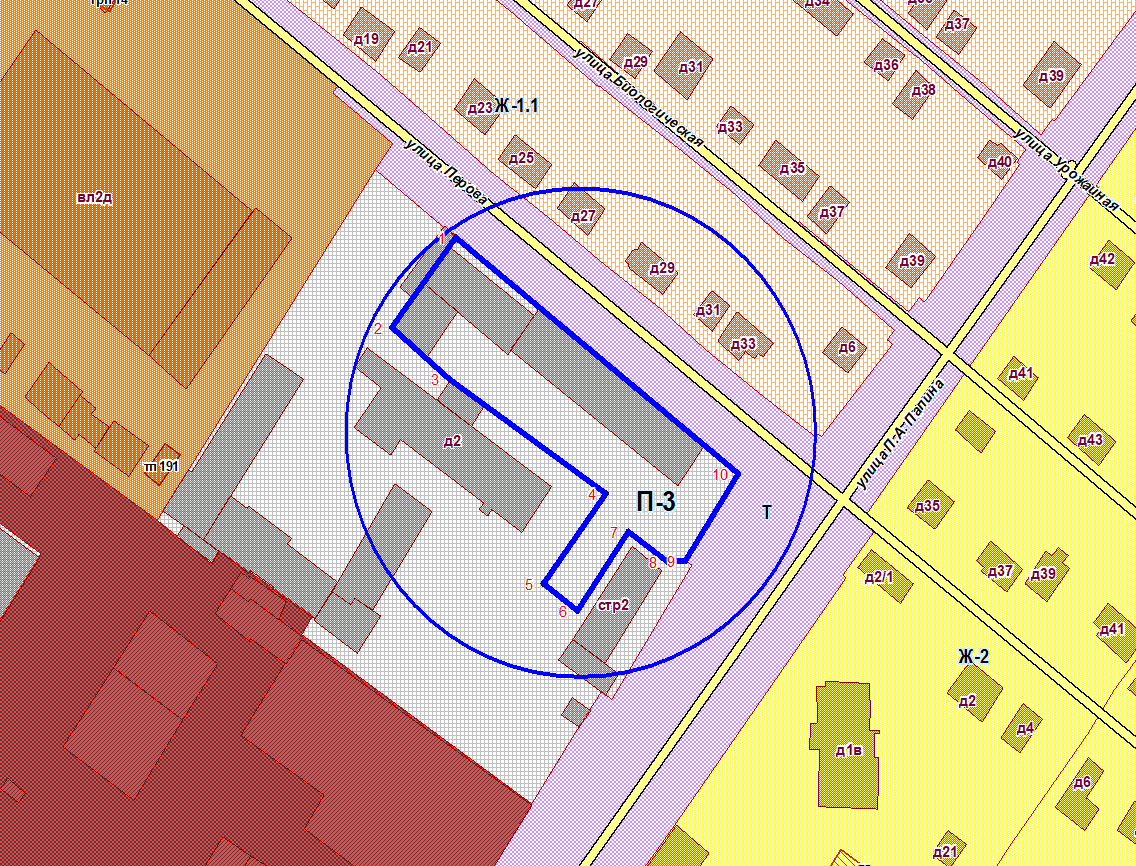 д27
д34
д37
д19
д21
д29
д31
д36
д39
д38
улица Биологическая
д23
Ж-1.1
д33
д25
улица Перова
д35
д40
улица Урожайная
вл2д
д27
д37
1
д29
д39
д42
2
д31
д33
д6
3
д41
улица П.А. Папина
д2
д43
тп 191
10
4
П-3
Т
д35
7
8
9
5
д2/1
д37
д39
6
стр2
д41
Ж-2
д2
д4
д1в
д6
д21